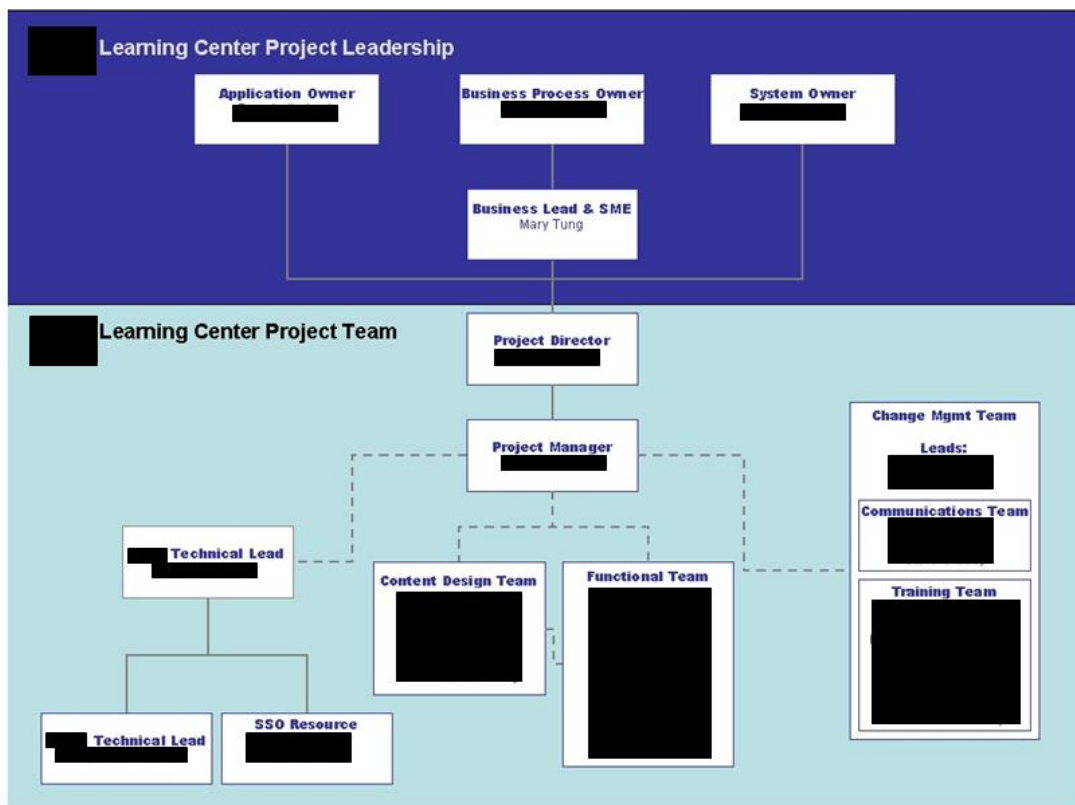 Learning Center Project Leadership
Application Owner
Business Process Owner
System Owner
Business Lead & SME
Mary Tung
Learning Center Project Team
Project Director
Project Manager
Change Mgmt Team
Leads:
Communications Team
Training Team
Technical Lead
Content Design Team
Functional Team
Technical Lead
SSO Resource